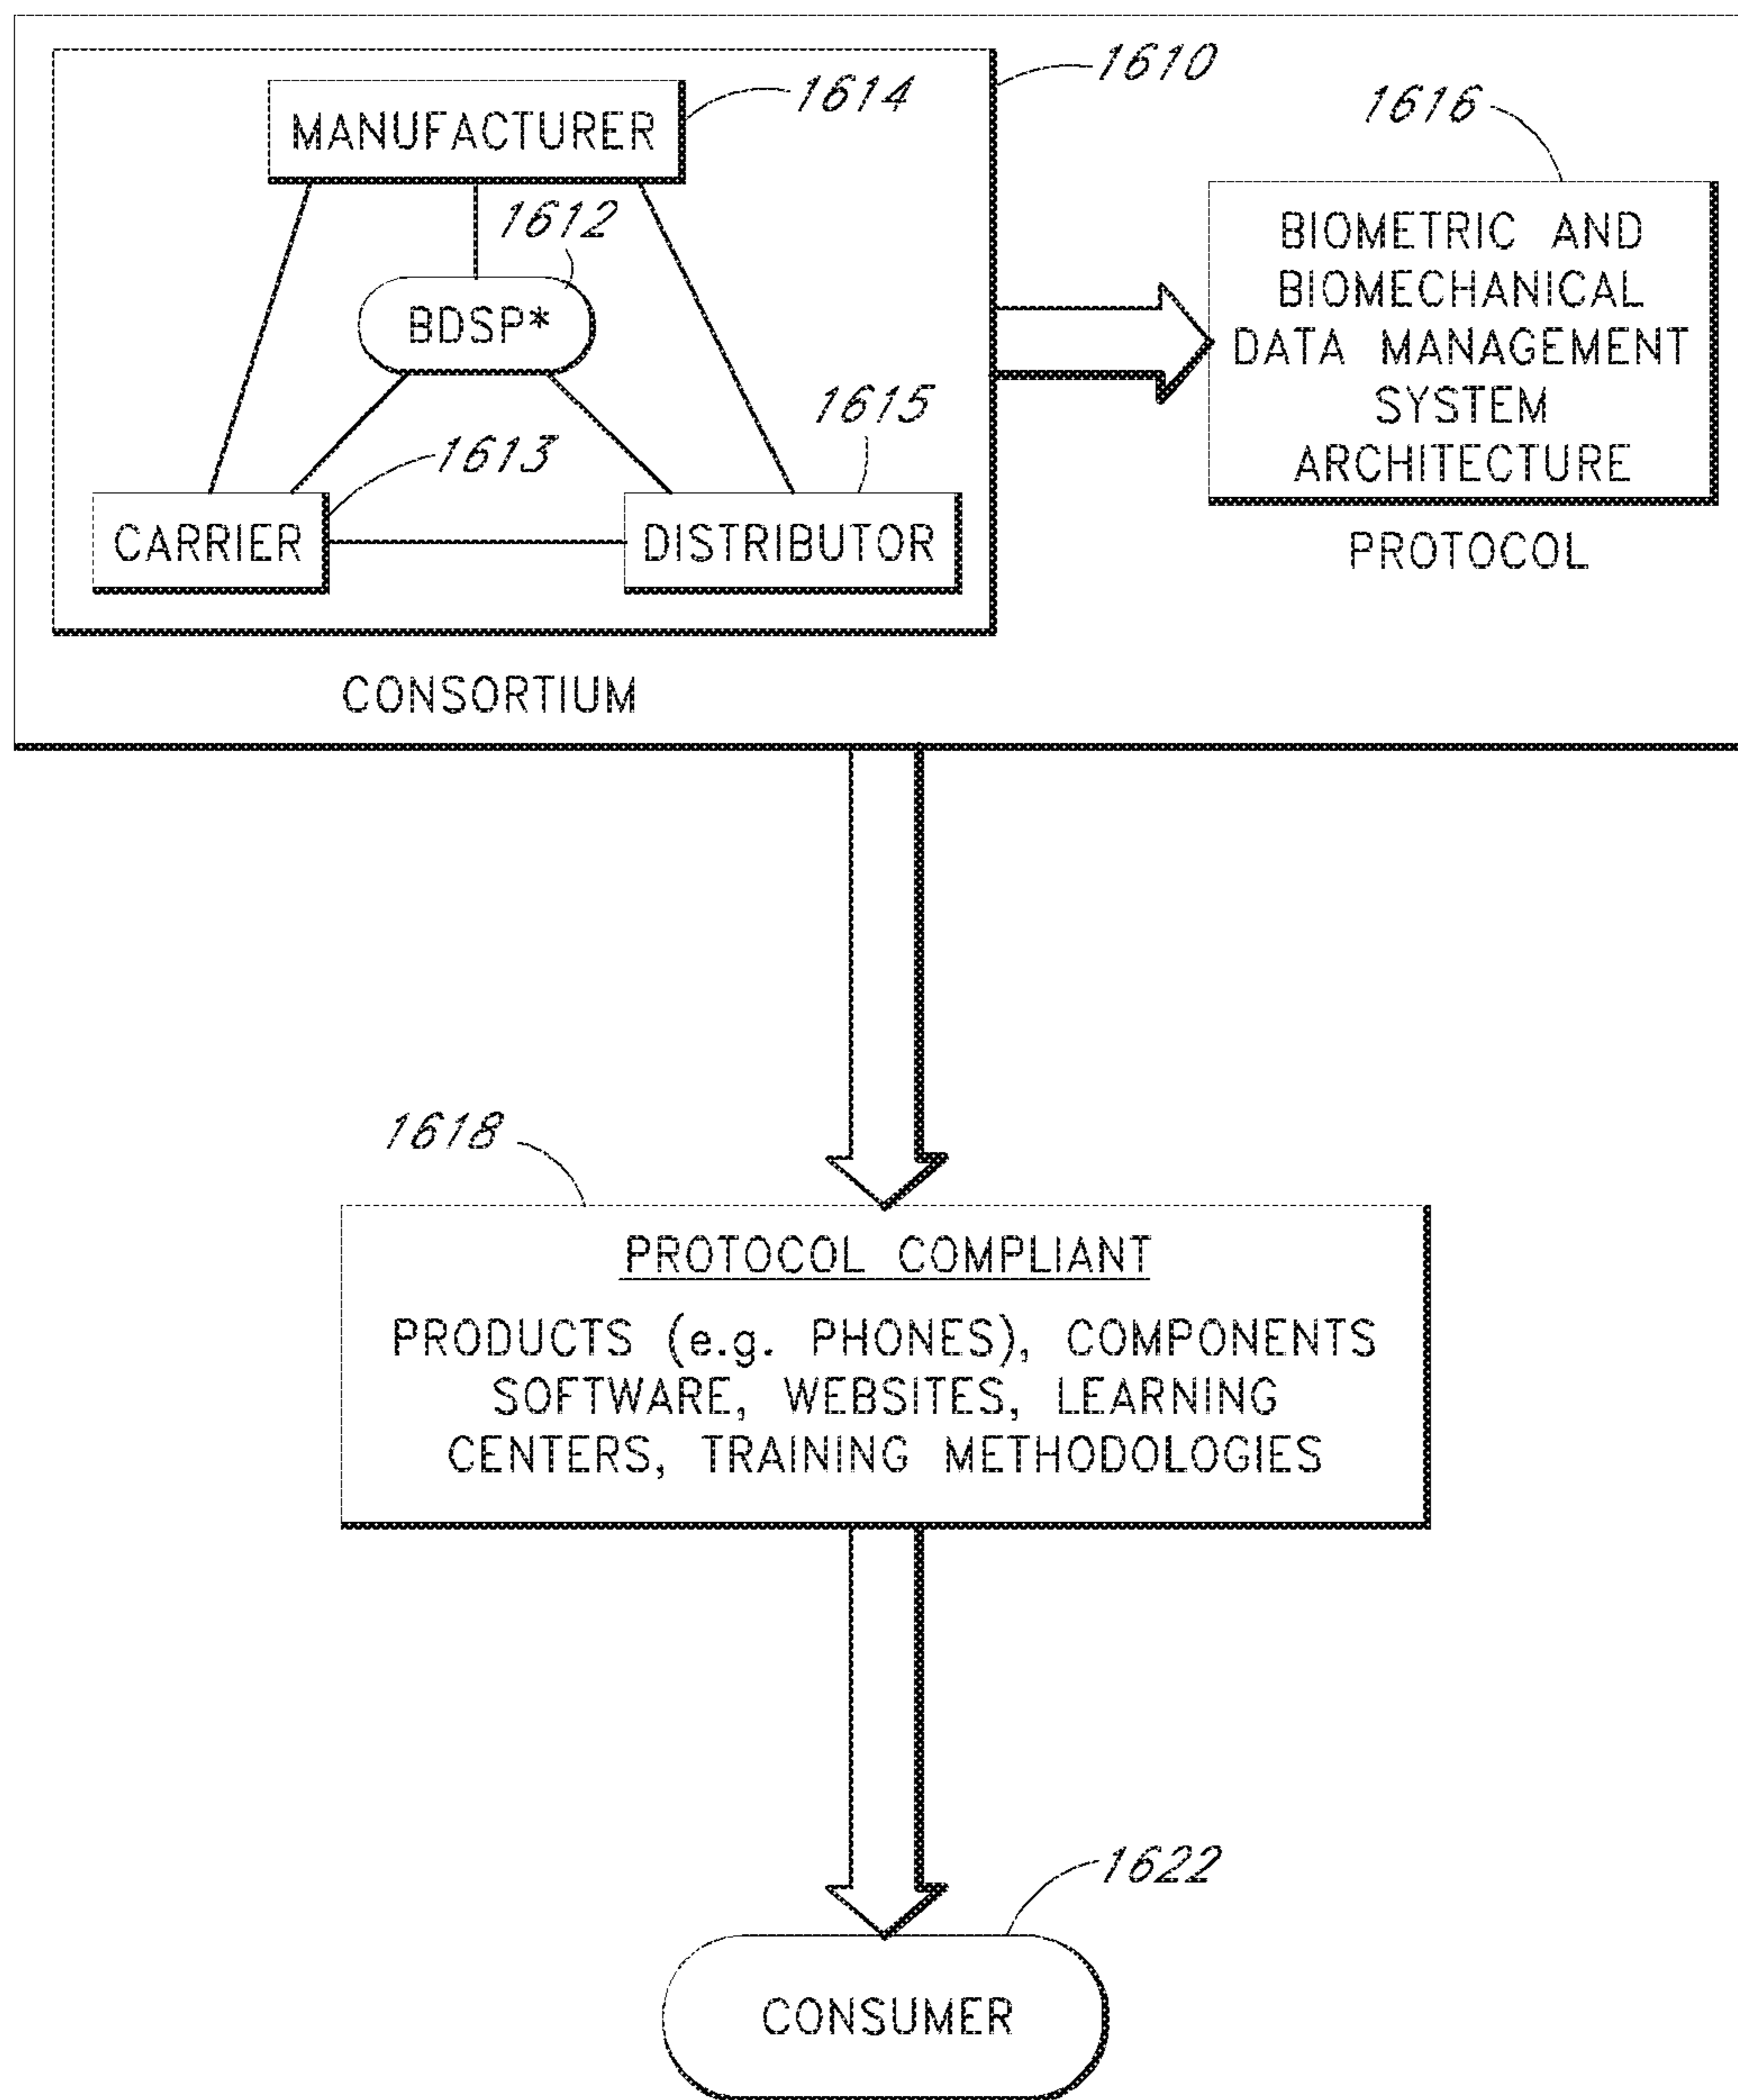 1610
1614
MANUFACTURER
1616
1612
BDSP*
BIOMETRIC AND
BIOMECHANICAL
DATA MANAGEMENT
SYSTEM
ARCHITECTURE
1615
1613
CARRIER
DISTRIBUTOR
PROTOCOL
CONSORTIUM
1618
PROTOCOL COMPLIANT
PRODUCTS (e.g. PHONES), COMPONENTS
SOFTWARE, WEBSITES, LEARNING
CENTERS, TRAINING METHODOLOGIES
1622
CONSUMER